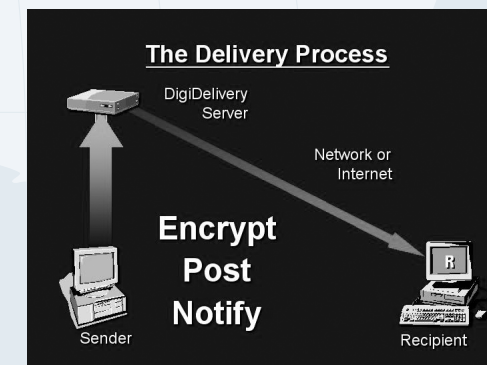 The Delivery Process
DigiDelivery
Server
Network or
Internet
Encrypt
Post
Notify
R
Sender
Recipient